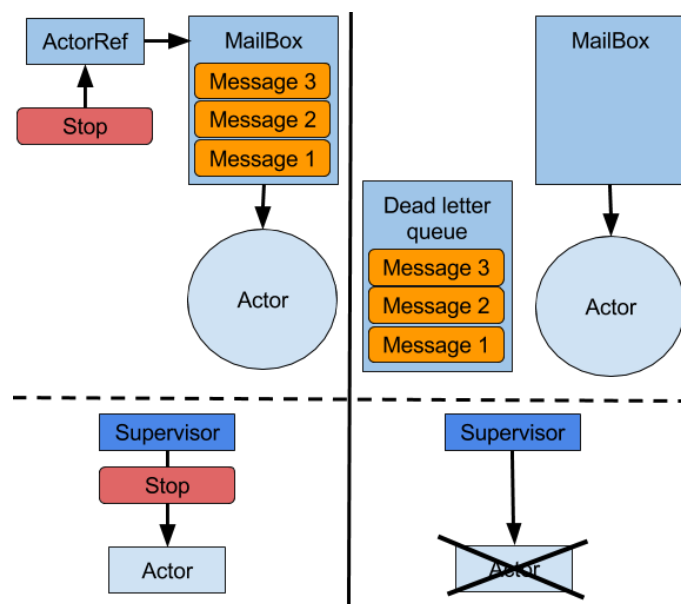 ActorRef
MailBox
Message 3
Message 2
Message 1
Stop
Actor
MailBox
Dead letter
queue
Message 3
Message 2
Message 1
Actor
Supervisor
Stop
Actor
Supervisor
Actor